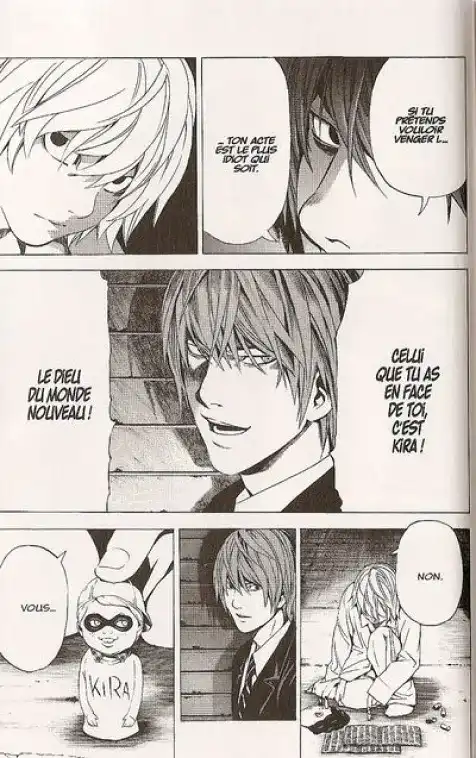 SI TU
PRÉTENDS
VOULOIR
VENGER L...
... TON ACTE
EST LE PLUS
IDIOT QUI
SOIT.
CELUI
QUE TU AS
EN FACE
DE TOI,
C'EST
KIRA !
LE DIEU
DU MONDE
NOUVEAU !
NON.
VOUS...
KIRA